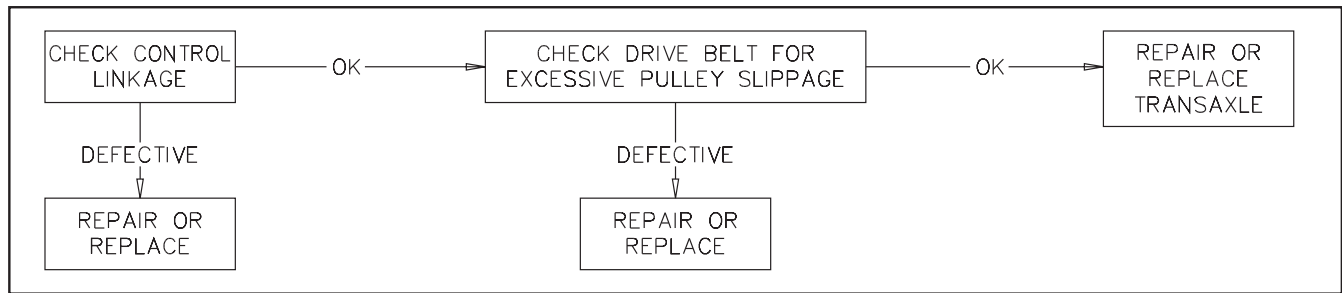 CHECK CONTROL
LINKAGE
OK
CHECK DRIVE BELT FOR
EXCESSIVE PULLEY SLIPPAGE
OK
REPAIR OR
REPLACE
TRANSAXLE
DEFECTIVE
DEFECTIVE
REPAIR OR
REPLACE
REPAIR OR
REPLACE